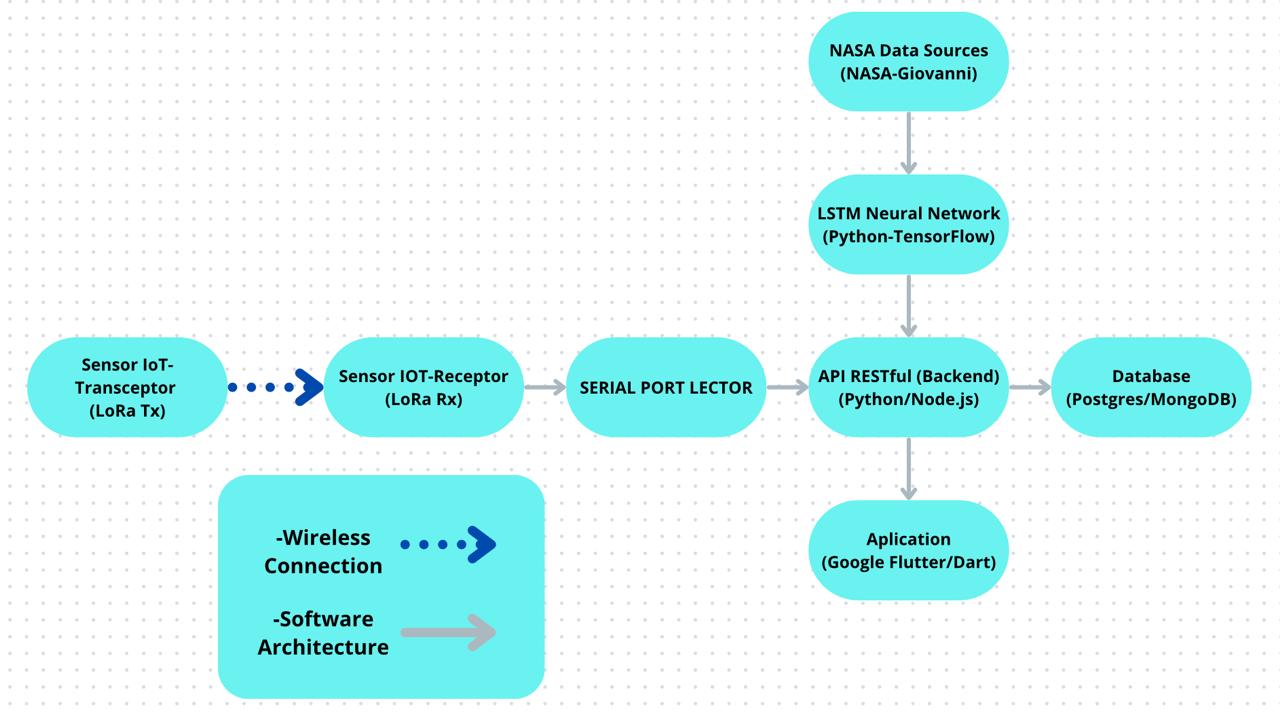 NASA Data Sources
(NASA-Giovanni)
LSTM Neural Network
(Python-TensorFlow)
Sensor IoT-
Transceptor
(LoRa Tx)
Sensor IOT-Receptor
(LoRa Rx)
SERIAL PORT LECTOR
API RESTful (Backend)
(Python/Node.js)
Database
(Postgres/MongoDB)
Aplication
(Google Flutter/Dart)
-Wireless
Connection
-Software
Architecture